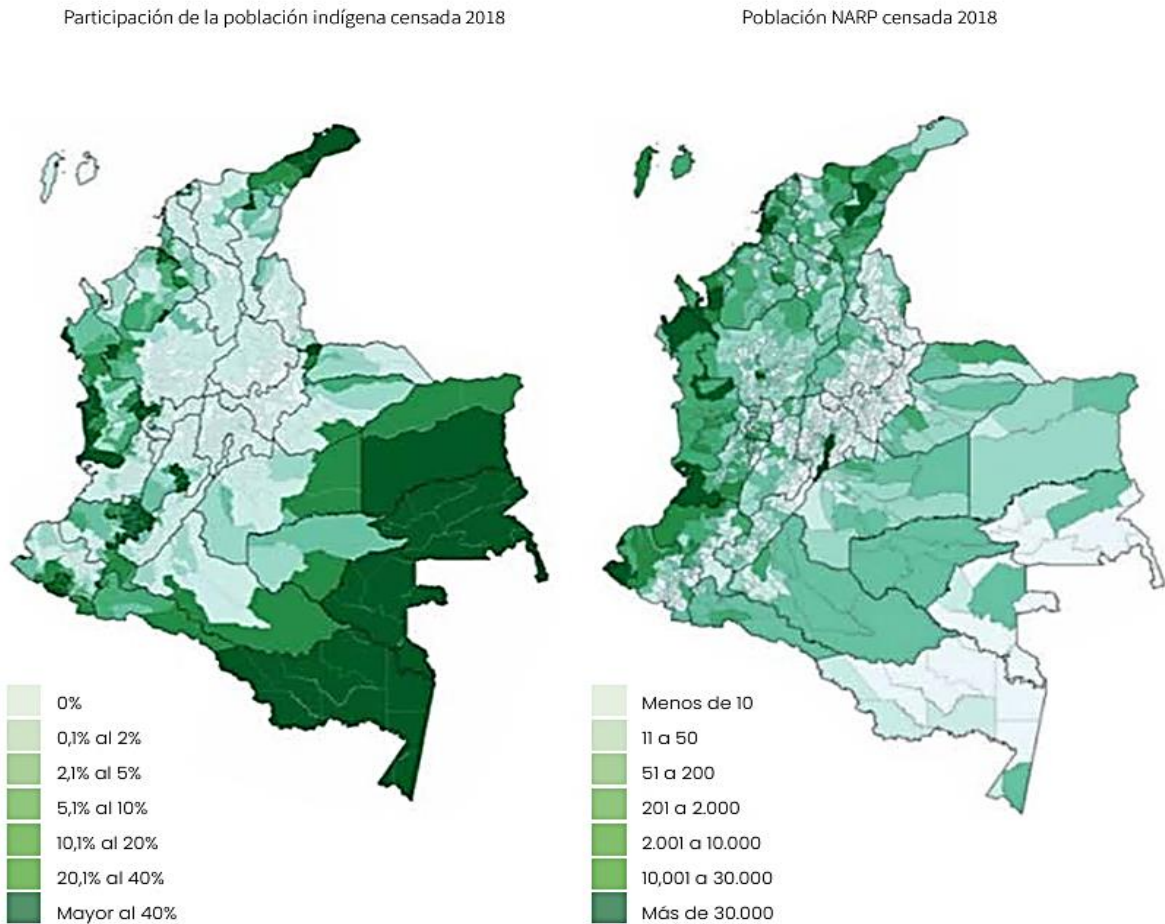 Participación de la población indígena censada 2018
Población NARP censada 2018
0%
0,1% al 2%
2,1% al 5%
5,1% al 10%
10,1% al 20%
20,1% al 40%
Mayor al 40%
Menos de 10
11 a 50
51 a 200
201 a 2.000
2.001 a 10.000
10,001 a 30.000
Más de 30.000